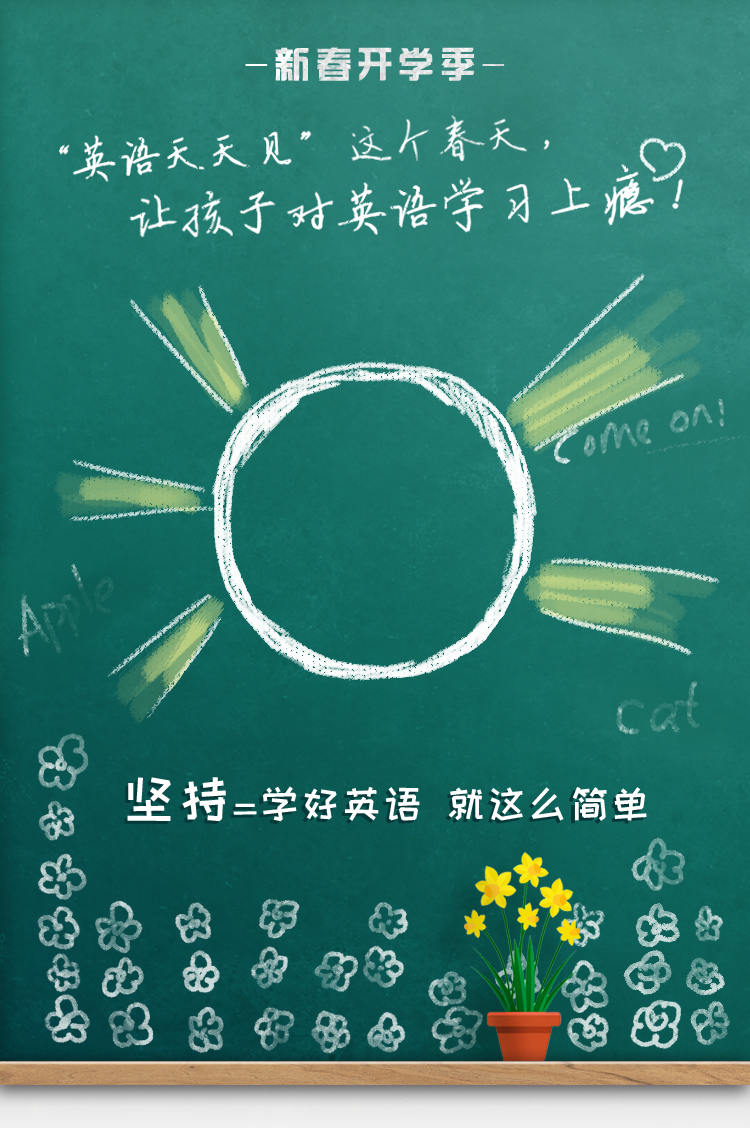 —新春开学季—
“英语天天见” 这个春天，
让孩子对英语学习上瘾！
Come on!
Apple
cat
坚持=学好英语 就这么简单